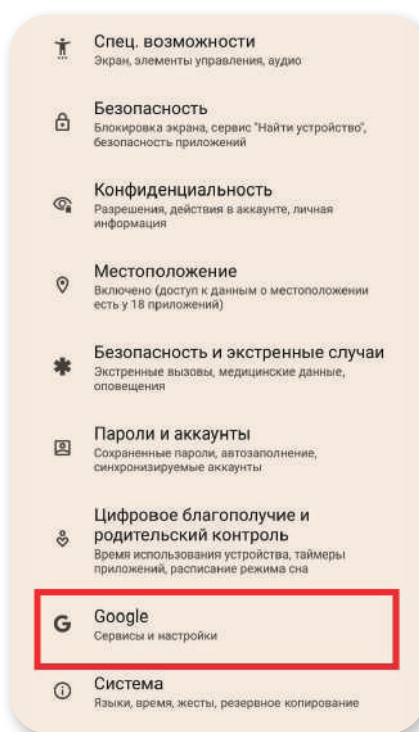 Спец. возможности
Экран, элементы управления, аудио
Безопасность
Блокировка экрана, сервис "Найти устройство",
безопасность приложений
Конфиденциальность
Разрешения, действия в аккаунте, личная
информация
Местоположение
Включено (доступ к данным о местоположении
есть у 18 приложений)
Безопасность и экстренные случаи
Экстренные вызовы, медицинские данные,
оповещения
Пароли и аккаунты
Сохраненные пароли, автозаполнение,
синхронизируемые аккаунты
Цифровое благополучие и
родительский контроль
Время использования устройства, таймеры
приложений, расписание режима сна
G Google
Сервисы и настройки
Система
Языки, время, жесты, резервное копирование